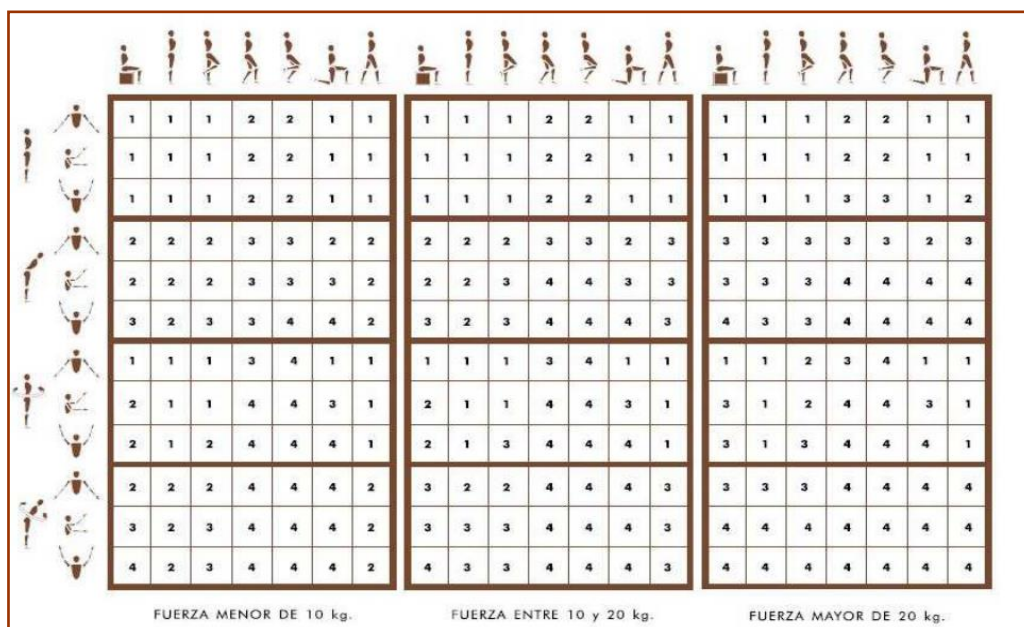 1 1 1 2 2 1 1 1 1 1 2 2 1 1 1 1 1 2 2 1 1
1 1 1 2 2 1 1 1 1 1 2 2 1 1 1 1 1 2 2 1 1
1 1 1 2 2 1 1 1 1 1 2 2 1 1 1 1 1 3 3 1 2
2 2 2 3 3 2 2 2 2 2 3 3 2 3 3 3 3 3 3 2 3
2 2 2 3 3 3 2 2 2 3 4 4 3 3 3 3 3 4 4 4 4
3 2 3 3 4 4 2 3 2 3 4 4 4 3 4 3 3 4 4 4 4
1 1 1 3 4 1 1 1 1 1 3 4 1 1 1 1 2 3 4 1 1
2 1 1 4 4 3 1 2 1 1 4 4 3 1 3 1 2 4 4 3 1
2 1 2 4 4 4 1 2 1 3 4 4 4 1 3 1 3 4 4 4 1
2 2 2 4 4 4 2 3 2 2 4 4 4 3 3 3 3 4 4 4 4
3 2 3 4 4 4 2 3 3 3 4 4 4 3 4 4 4 4 4 4 4
4 2 3 4 4 4 2 4 3 3 4 4 4 3 4 4 4 4 4 4 4
FUERZA MENOR DE 10 kg. FUERZA ENTRE 10 y 20 kg. FUERZA MAYOR DE 20 kg.